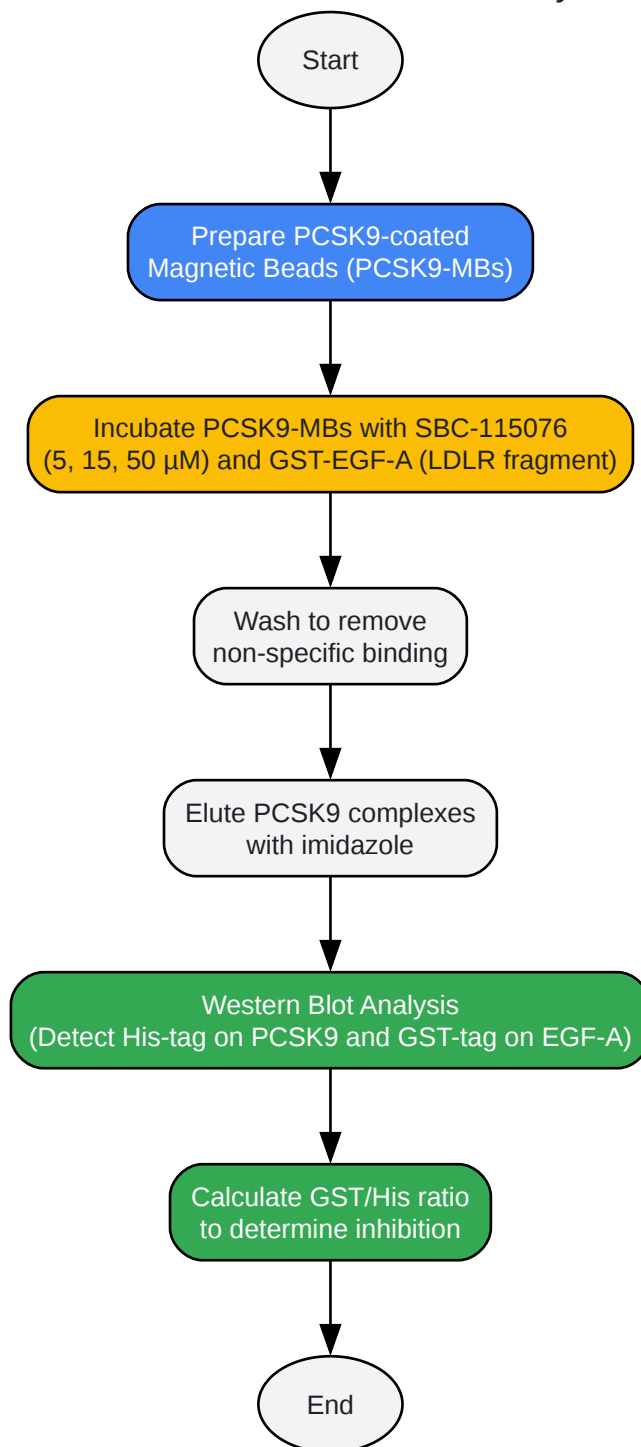 Start
Prepare PCSK9-coated
Magnetic Beads (PCSK9-MBs)
Incubate PCSK9-MBs with SBC-115076
(5, 15, 50 µM) and GST-EGF-A (LDLR fragment)
Wash to remove
non-specific binding
Elute PCSK9 complexes
with imidazole
Western Blot Analysis
(Detect His-tag on PCSK9 and GST-tag on EGF-A)
Calculate GST/His ratio
to determine inhibition
End